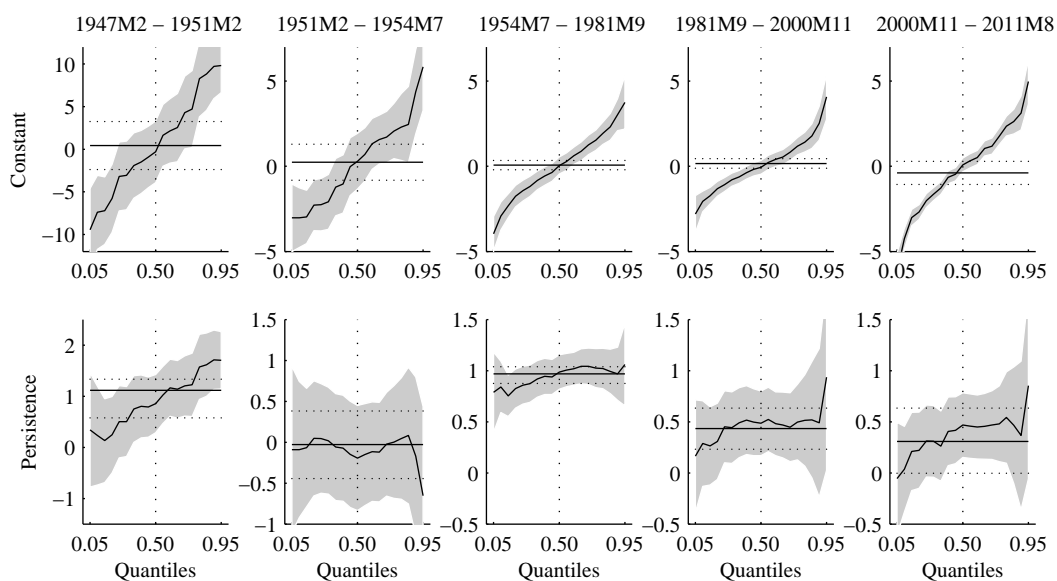 1947M2 – 1951M2 1951M2 – 1954M7 1954M7 – 1981M9 1981M9 – 2000M11 2000M11 – 2011M8
Constant
10 5 0 −5 −10
5 0 −5
5 0 −5
5 0 −5
5 0 −5
0.05 0.50 0.95 0.05 0.50 0.95 0.05 0.50 0.95 0.05 0.50 0.95 0.05 0.50 0.95
Persistence
2 1 0 −1
1.5 1 0.5 0 −0.5 −1
1.5 1 0.5 0 −0.5
1.5 1 0.5 0 −0.5
1.5 1 0.5 0 −0.5
0.05 0.50 0.95 0.05 0.50 0.95 0.05 0.50 0.95 0.05 0.50 0.95 0.05 0.50 0.95
Quantiles Quantiles Quantiles Quantiles Quantiles